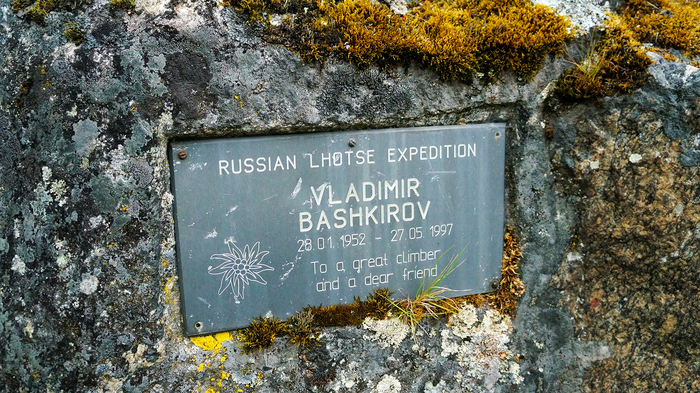 RUSSIAN LHOTSE EXPEDITION
VLADIMIR
BASHKIROV
28.01.1952 - 27.05.1997
To a great climber
and a dear friend